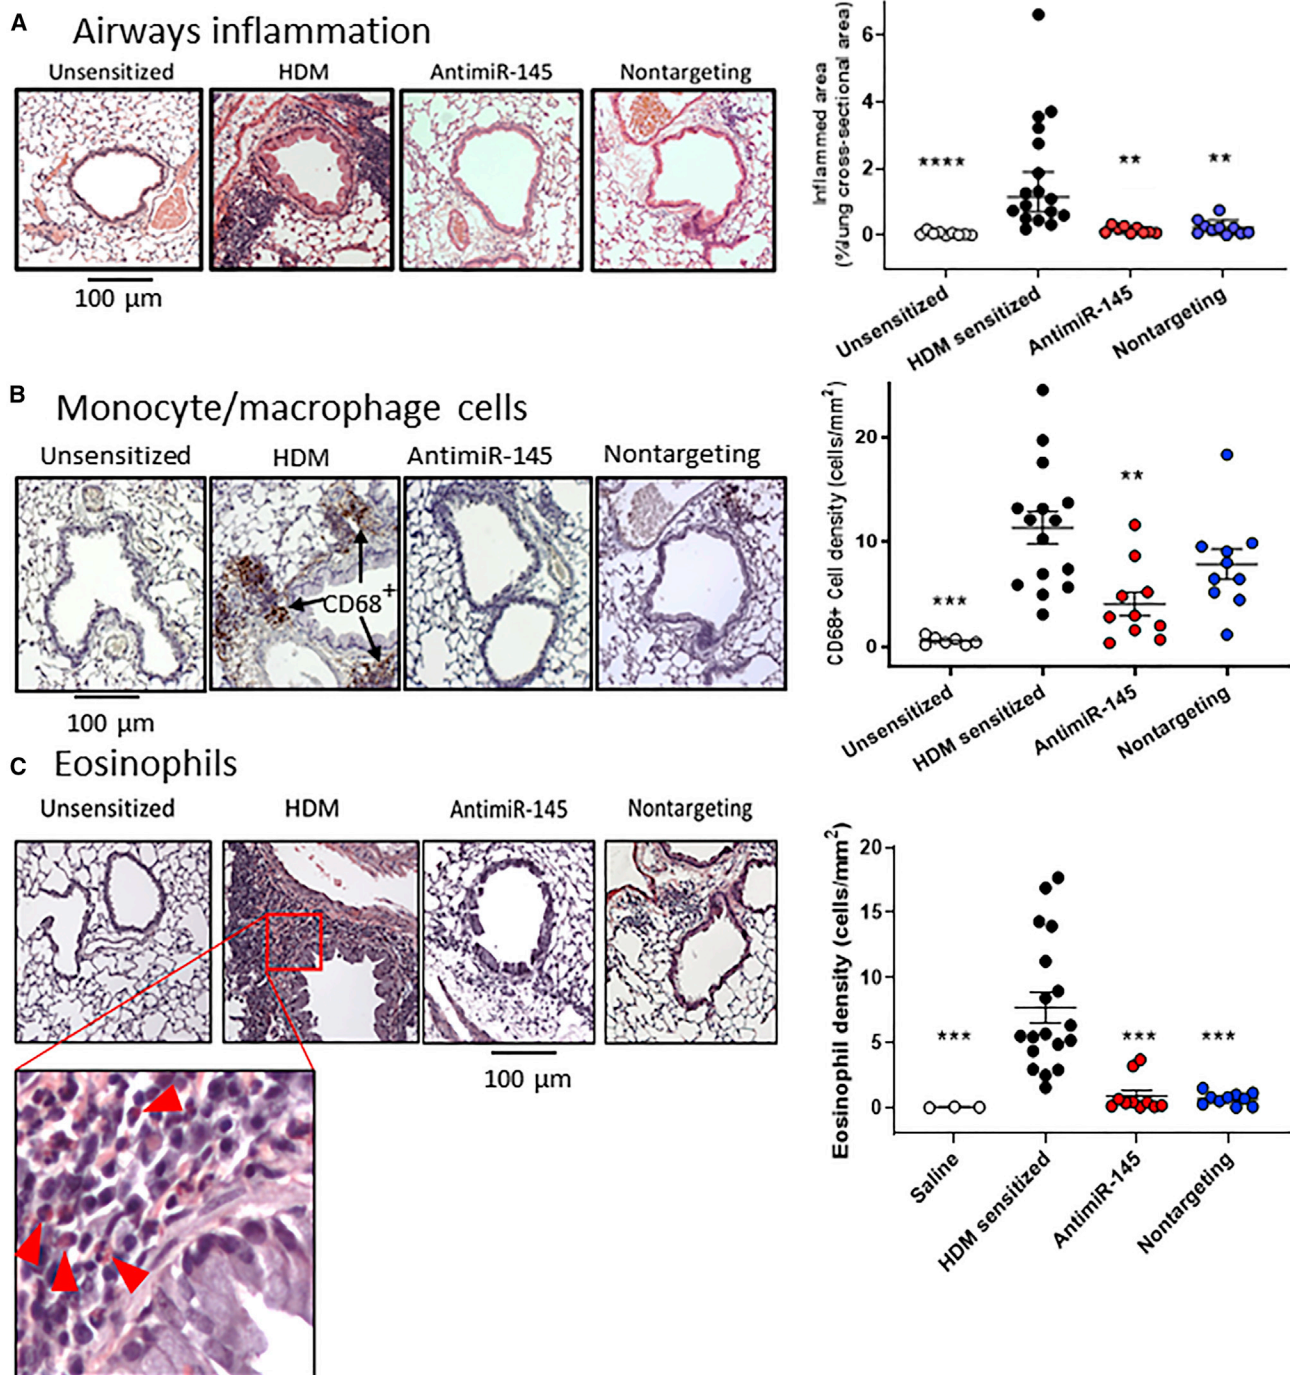 A
Airways inflammation
Unsensitized HDM AntimiR-145 Nontargeting
100 μm
Inflammed area
(%lung cross-sectional area)
6
4
2
0
**** ** **
Unsensitized
HDM sensitized
AntimiR-145
Nontargeting
B
Monocyte/macrophage cells
Unsensitized HDM AntimiR-145 Nontargeting
CD68+
100 μm
CD68+ Cell density (cells/mm²)
20
10
0
*** **
Unsensitized
HDM sensitized
AntimiR-145
Nontargeting
C
Eosinophils
Unsensitized HDM AntimiR-145 Nontargeting
100 μm
Eosinophil density (cells/mm²)
20
15
10
5
0
*** *** ***
Saline
HDM sensitized
AntimiR-145
Nontargeting